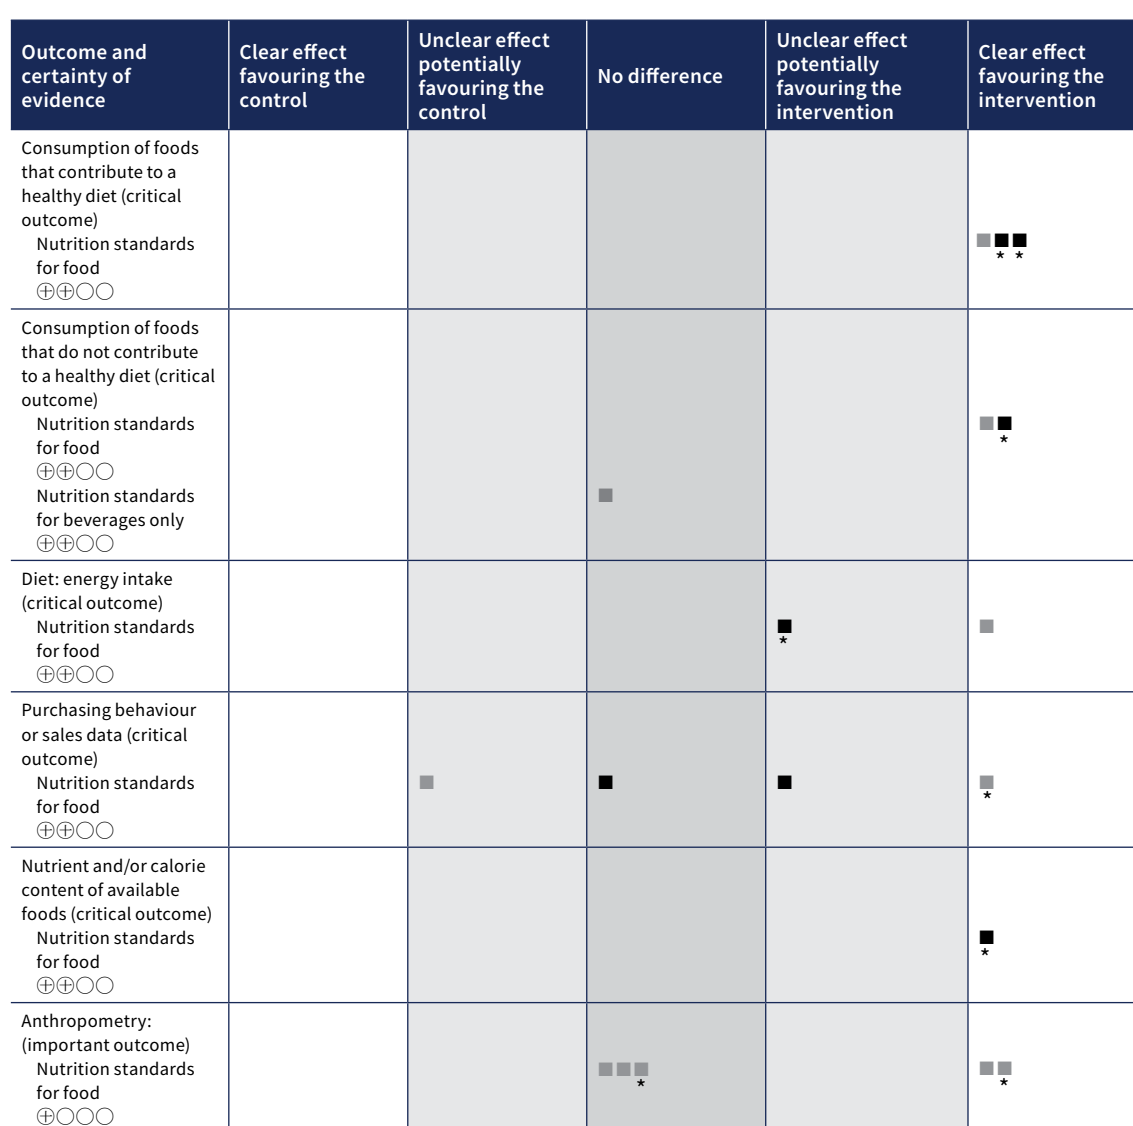 Outcome and
certainty of
evidence
Clear effect
favouring the
control
Unclear effect
potentially
favouring the
control
No difference
Unclear effect
potentially
favouring the
intervention
Clear effect
favouring the
intervention
Consumption of foods
that contribute to a
healthy diet (critical
outcome)
Nutrition standards
for food
⊕⊕○○
■■■
* *
Consumption of foods
that do not contribute
to a healthy diet (critical
outcome)
Nutrition standards
for food
⊕⊕○○
■■
*
Nutrition standards
for beverages only
⊕⊕○○
■
Diet: energy intake
(critical outcome)
Nutrition standards
for food
⊕⊕○○
■
*
■
Purchasing behaviour
or sales data (critical
outcome)
Nutrition standards
for food
⊕⊕○○
■
■
■
■
*
Nutrient and/or calorie
content of available
foods (critical outcome)
Nutrition standards
for food
⊕⊕○○
■
*
Anthropometry:
(important outcome)
Nutrition standards
for food
⊕○○○
■■■
*
■■
*